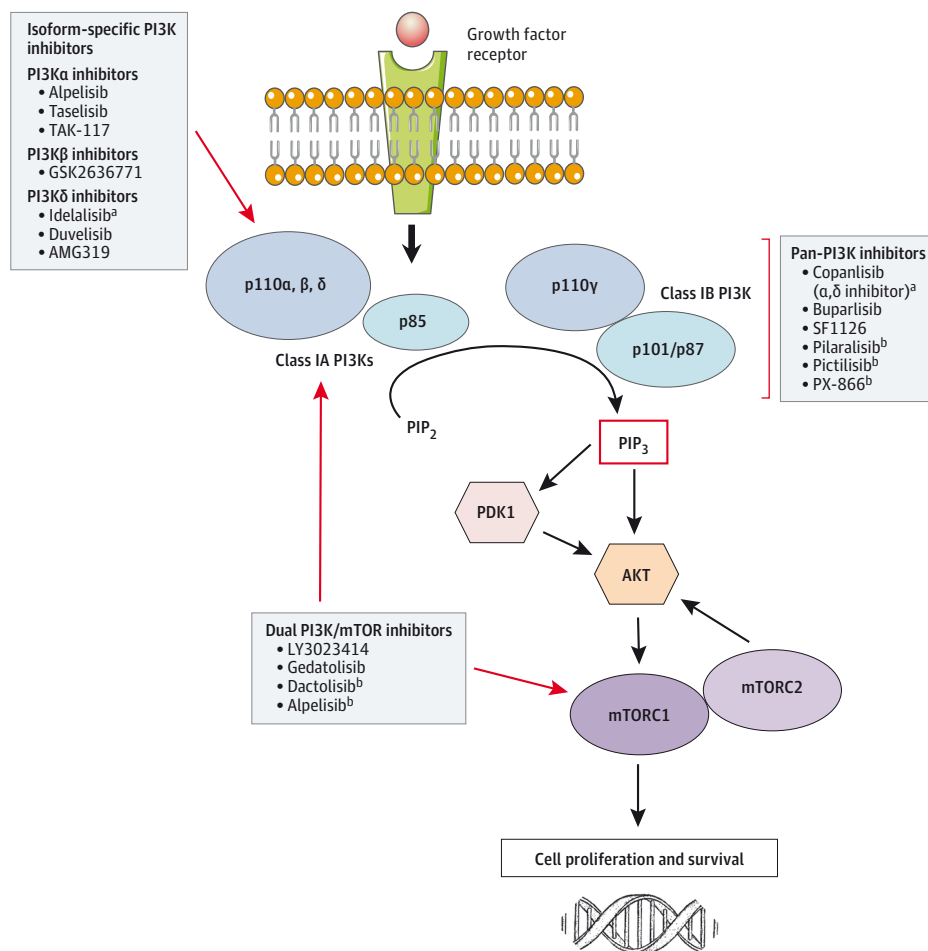 Isoform-specific PI3K
inhibitors
PI3Kα inhibitors
• Alpelisib
• Taselisib
• TAK-117
PI3Kβ inhibitors
• GSK2636771
PI3Kδ inhibitors
• Idelalisibᵃ
• Duvelisib
• AMG319
Growth factor
receptor
p110α, β, δ
p85
Class IA PI3Ks
p110γ
Class IB PI3K
p101/p87
Pan-PI3K inhibitors
• Copanlisib
(α,δ inhibitor)ᵃ
• Buparlisib
• SF1126
• Pilaralisibᵇ
• Pictilisibᵇ
• PX-866ᵇ
PIP₂
PIP₃
PDK1
AKT
Dual PI3K/mTOR inhibitors
• LY3023414
• Gedatolisib
• Dactolisibᵇ
• Alpelisibᵇ
mTORC2
mTORC1
Cell proliferation and survival